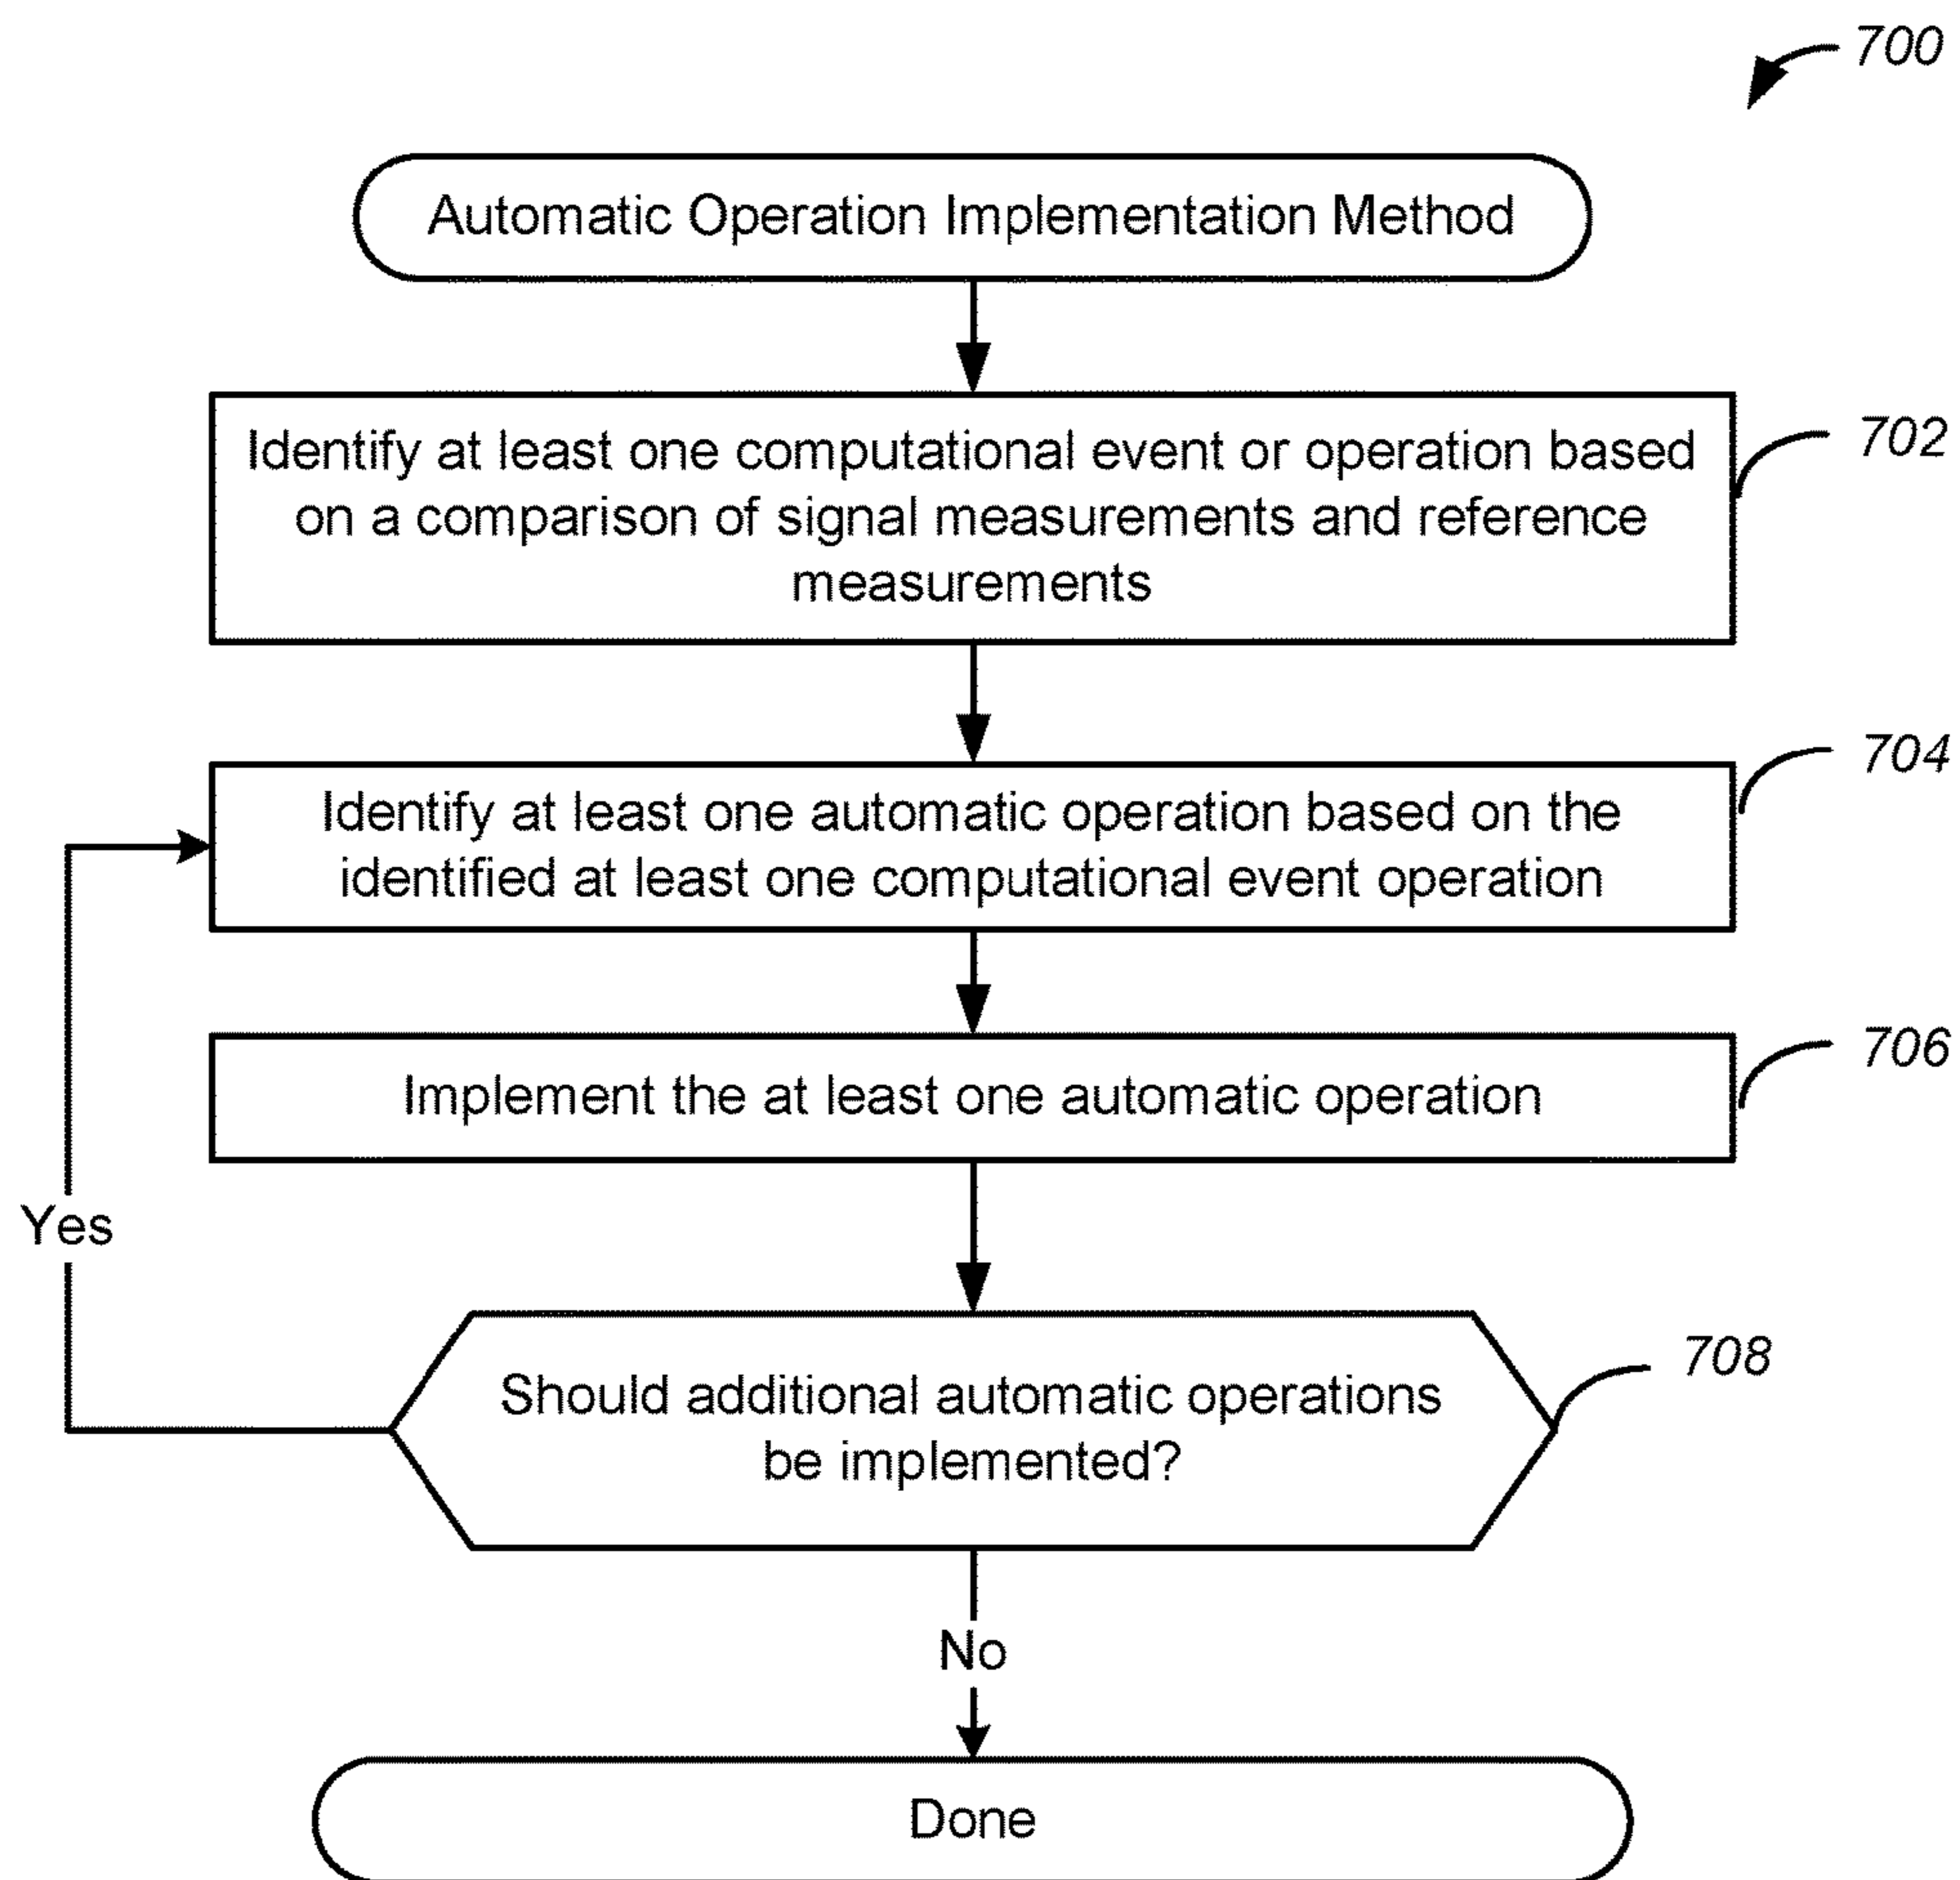 700
Automatic Operation Implementation Method
Identify at least one computational event or operation based
on a comparison of signal measurements and reference
measurements
702
Identify at least one automatic operation based on the
identified at least one computational event operation
704
Implement the at least one automatic operation
706
Yes
Should additional automatic operations
be implemented?
708
No
Done